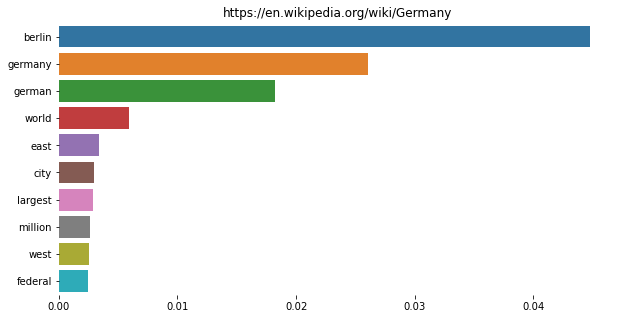 https://en.wikipedia.org/wiki/Germany
berlin
germany
german
world
east
city
largest
million
west
federal
0.00 0.01 0.02 0.03 0.04